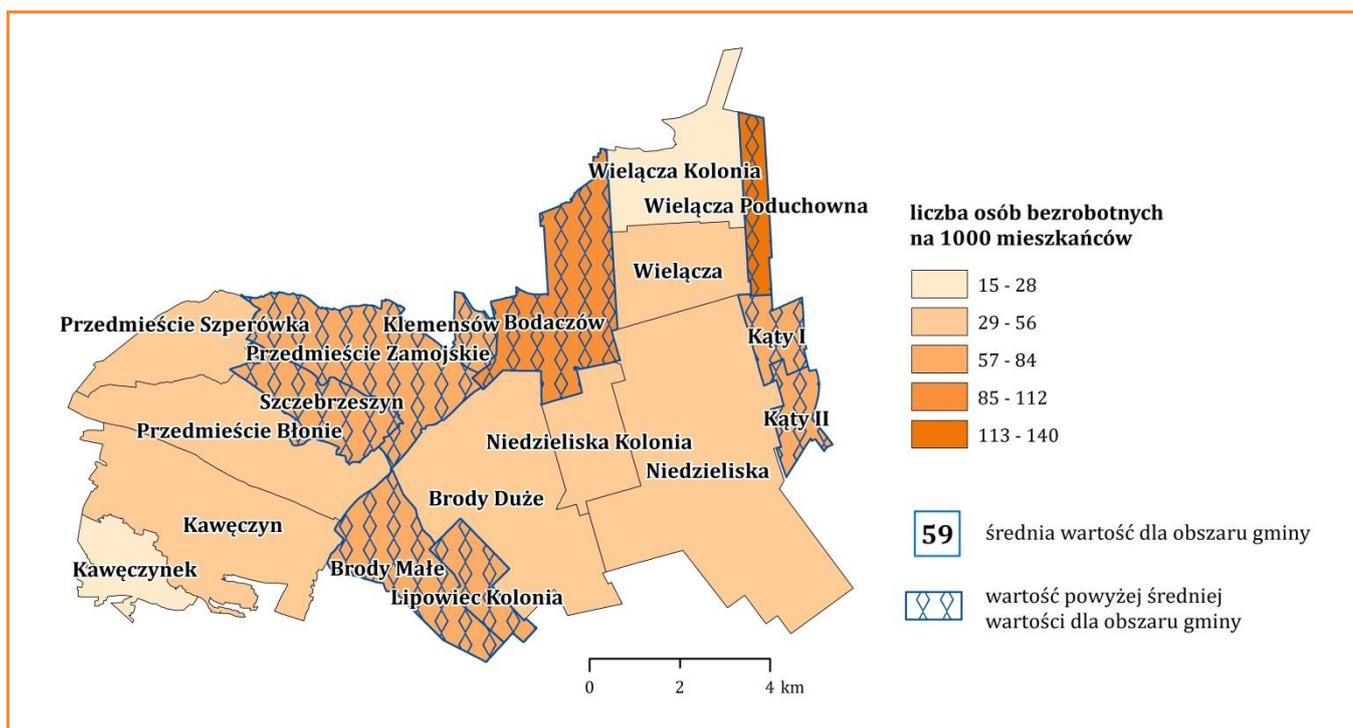 Wielącza Kolonia
Wielącza Poduchowna
Wielącza
Przedmieście Szperówka
Klemensów
Bodaczów
Przedmieście Zamojskie
Kąty I
Szczebrzeszyn
Kąty II
Przedmieście Błonie
Niedzieliska Kolonia
Niedzieliska
Brody Duże
Kawęczyn
Kawęczynek
Brody Małe
Lipowiec Kolonia
0 2 4 km
liczba osób bezrobotnych
na 1000 mieszkańców
15 - 28
29 - 56
57 - 84
85 - 112
113 - 140
59 średnia wartość dla obszaru gminy
wartość powyżej średniej
wartości dla obszaru gminy